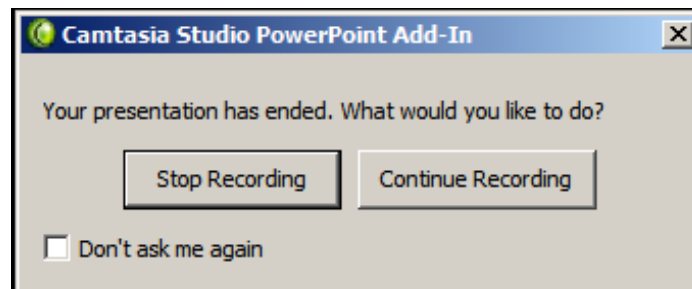 Camtasia Studio PowerPoint Add-In
Your presentation has ended. What would you like to do?
Stop Recording Continue Recording
Don't ask me again